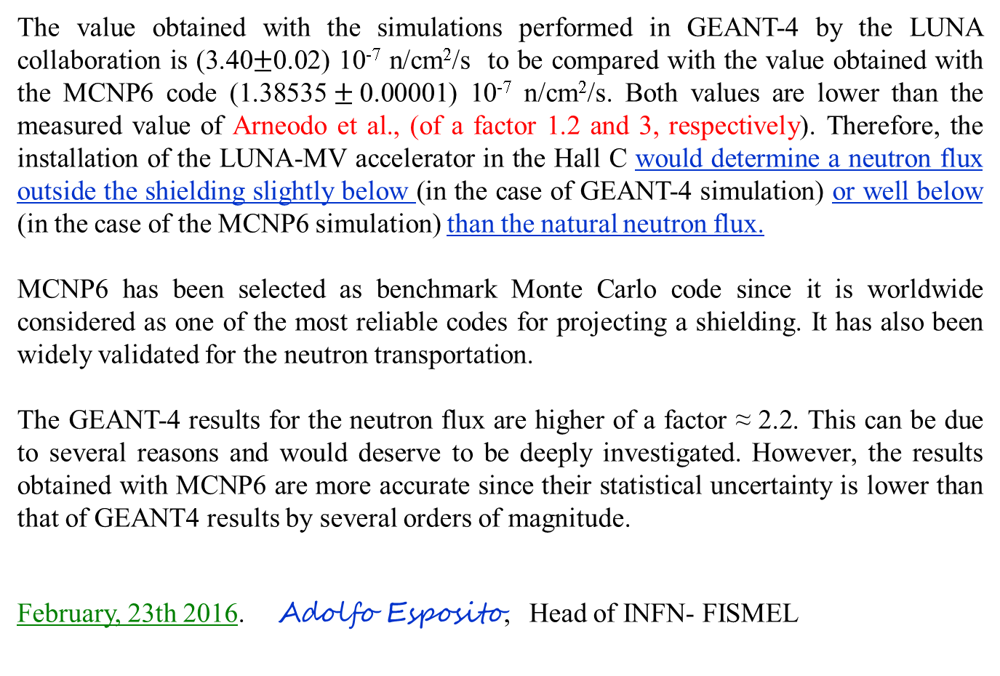 The value obtained with the simulations performed in GEANT-4 by the LUNA
collaboration is (3.40±0.02) 10⁻⁷ n/cm²/s to be compared with the value obtained with
the MCNP6 code (1.38535 ± 0.00001) 10⁻⁷ n/cm²/s. Both values are lower than the
measured value of Arneodo et al., (of a factor 1.2 and 3, respectively). Therefore, the
installation of the LUNA-MV accelerator in the Hall C would determine a neutron flux
outside the shielding slightly below (in the case of GEANT-4 simulation) or well below
(in the case of the MCNP6 simulation) than the natural neutron flux.
MCNP6 has been selected as benchmark Monte Carlo code since it is worldwide
considered as one of the most reliable codes for projecting a shielding. It has also been
widely validated for the neutron transportation.
The GEANT-4 results for the neutron flux are higher of a factor ≈ 2.2. This can be due
to several reasons and would deserve to be deeply investigated. However, the results
obtained with MCNP6 are more accurate since their statistical uncertainty is lower than
that of GEANT4 results by several orders of magnitude.
February, 23th 2016. Adolfo Esposito, Head of INFN- FISMEL